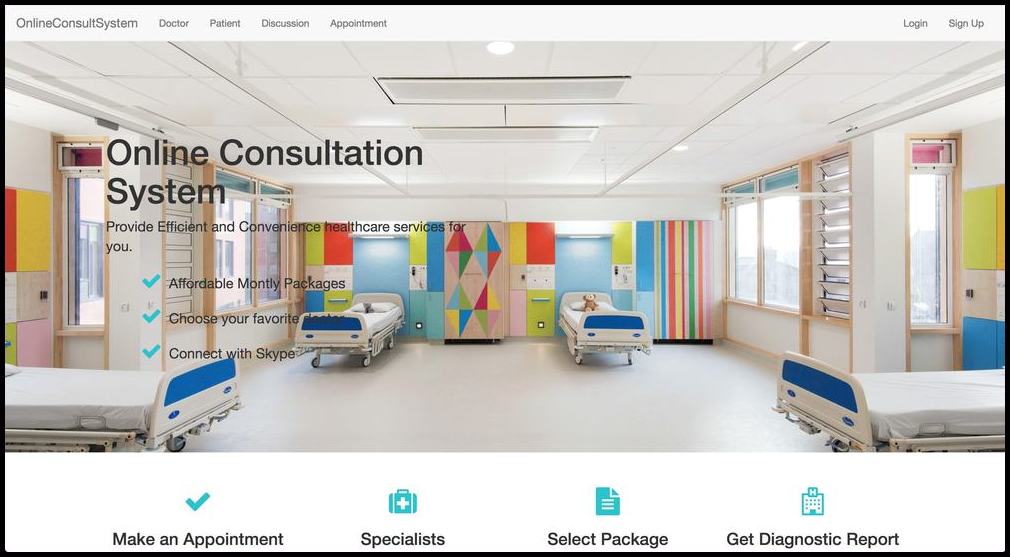 OnlineConsultSystem Doctor Patient Discussion Appointment Login Sign Up
Online Consultation
System
Provide Efficient and Convenience healthcare services for
you.
Affordable Montly Packages
Choose your favorite doctor
Connect with Skype
Make an Appointment Specialists Select Package Get Diagnostic Report